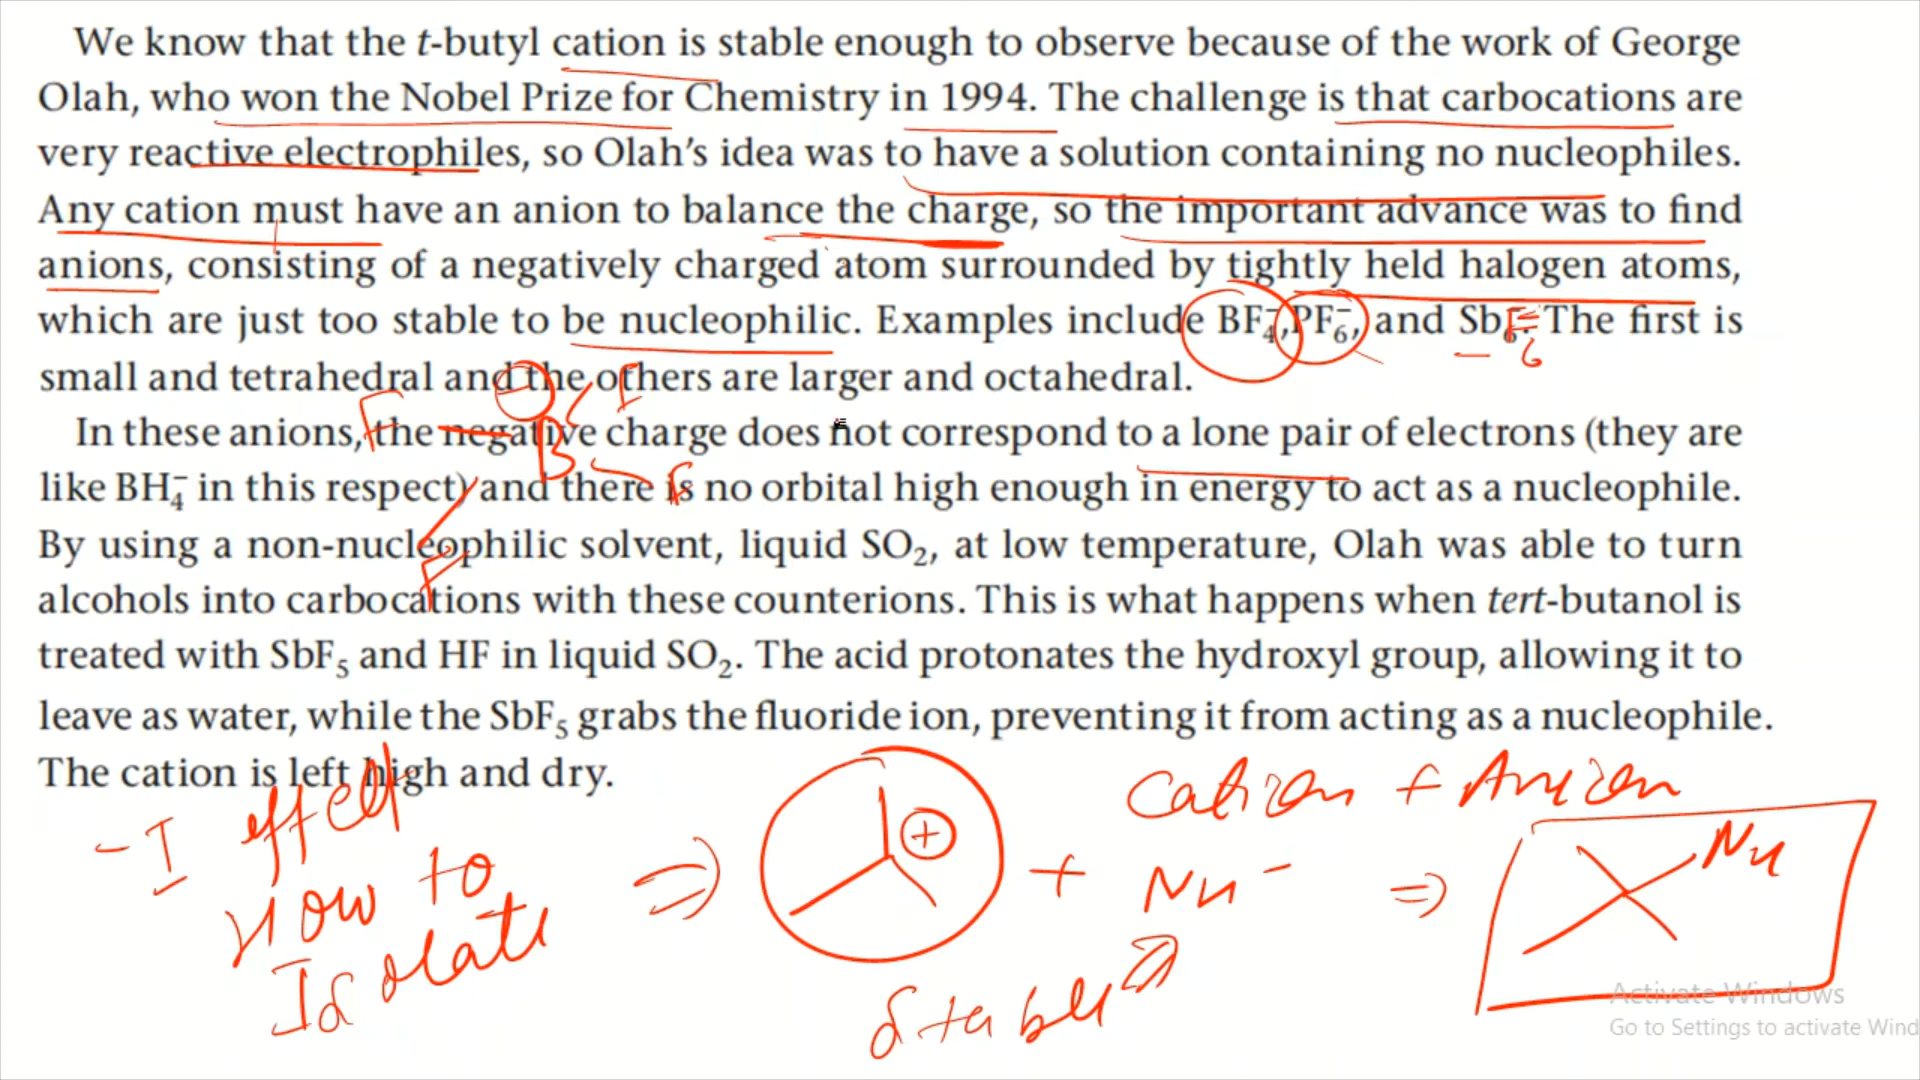 We know that the t-butyl cation is stable enough to observe because of the work of George
Olah, who won the Nobel Prize for Chemistry in 1994. The challenge is that carbocations are
very reactive electrophiles, so Olah's idea was to have a solution containing no nucleophiles.
Any cation must have an anion to balance the charge, so the important advance was to find
anions, consisting of a negatively charged atom surrounded by tightly held halogen atoms,
which are just too stable to be nucleophilic. Examples include BF₄⁻, PF₆⁻, and SbF₆⁻. The first is
small and tetrahedral and the others are larger and octahedral.
In these anions, the negative charge does not correspond to a lone pair of electrons (they are
like BH₄⁻ in this respect) and there is no orbital high enough in energy to act as a nucleophile.
By using a non-nucleophilic solvent, liquid SO₂, at low temperature, Olah was able to turn
alcohols into carbocations with these counterions. This is what happens when tert-butanol is
treated with SbF₅ and HF in liquid SO₂. The acid protonates the hydroxyl group, allowing it to
leave as water, while the SbF₅ grabs the fluoride ion, preventing it from acting as a nucleophile.
The cation is left high and dry.
F
B
F
F
F
-I effect
How to
Isolate
⇒ + + Nu⁻ ⇒ Nu
Cation + Anion
stable
Activate Windows
Go to Settings to activate Wind